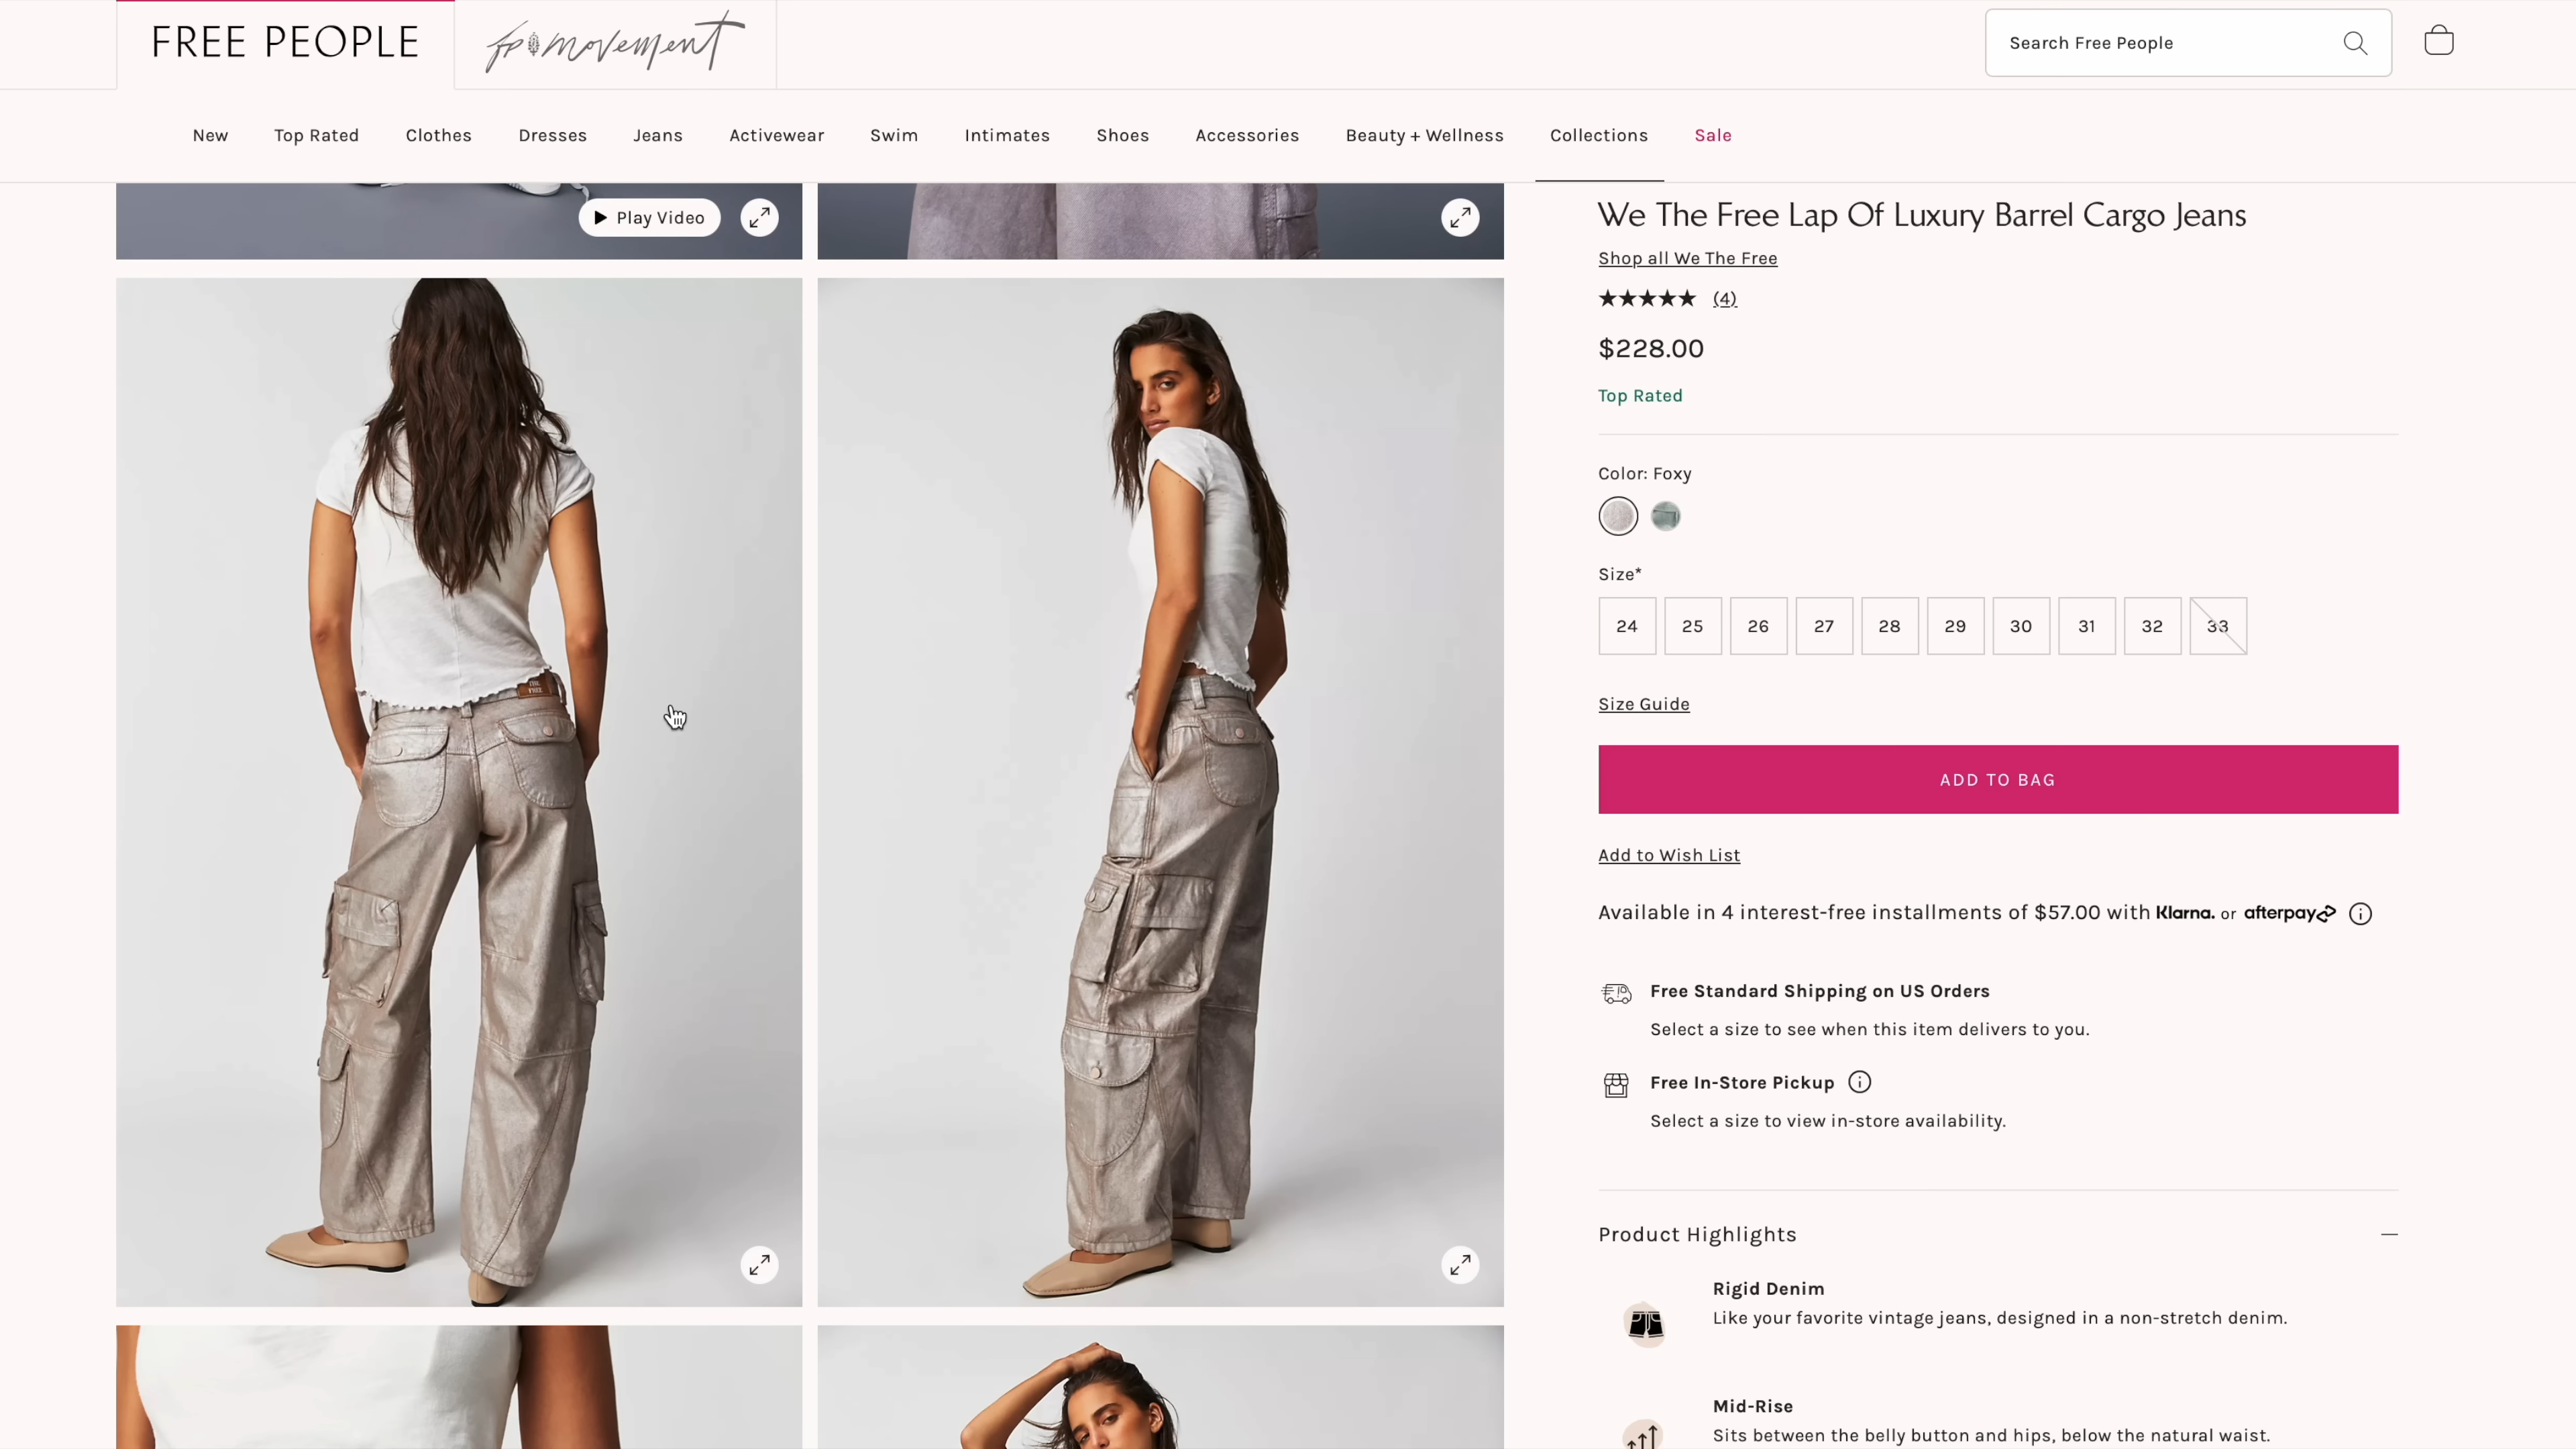 FREE PEOPLE
fp movement
Search Free People
New Top Rated Clothes Dresses Jeans Activewear Swim Intimates Shoes Accessories Beauty + Wellness Collections Sale
Play Video
We The Free Lap Of Luxury Barrel Cargo Jeans
Shop all We The Free
(4)
$228.00
Top Rated
Color: Foxy
Size*
24 25 26 27 28 29 30 31 32 33
Size Guide
ADD TO BAG
Add to Wish List
Available in 4 interest-free installments of $57.00 with Klarna. or afterpay
Free Standard Shipping on US Orders
Select a size to see when this item delivers to you.
Free In-Store Pickup
Select a size to view in-store availability.
Product Highlights
Rigid Denim
Like your favorite vintage jeans, designed in a non-stretch denim.
Mid-Rise
Sits between the belly button and hips, below the natural waist.